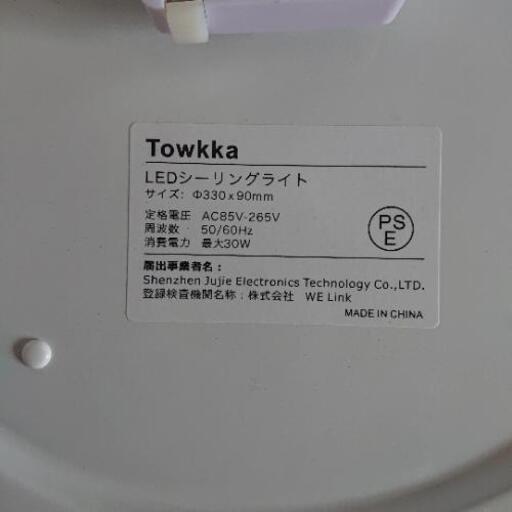 Towkka
LEDシーリングライト
サイズ: Φ330x90mm
定格電圧 AC85V-265V
周波数 50/60Hz
消費電力 最大30W
PS
E
届出事業者名:
Shenzhen Jujie Electronics Technology Co.,LTD.
登録検査機関名称:株式会社 WE Link
MADE IN CHINA